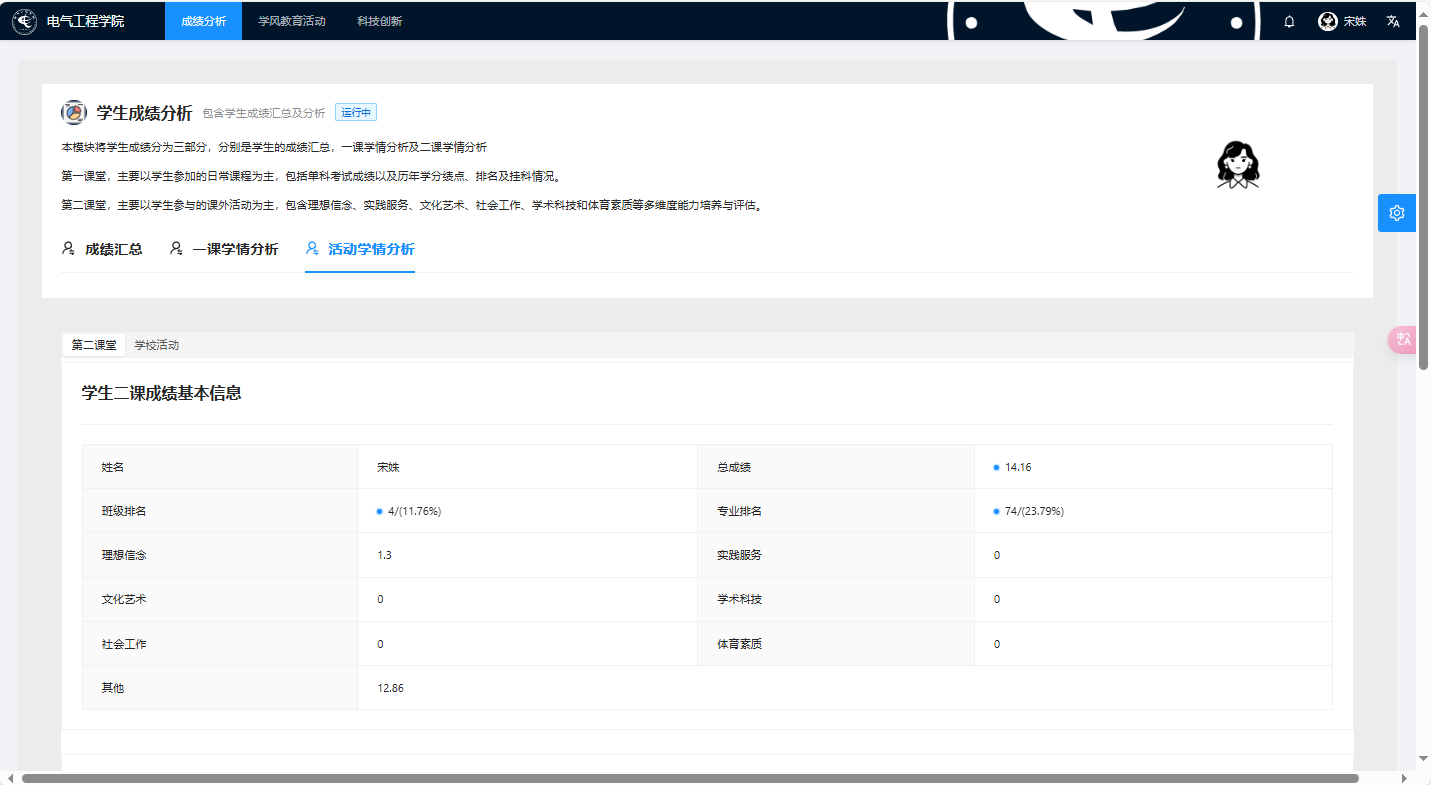 电气工程学院 成绩分析 学风教育活动 科技创新 宋姝
学生成绩分析 包含学生成绩汇总及分析 运行中
本模块将学生成绩分为三部分，分别是学生的成绩汇总，一课学情分析及二课学情分析
第一课堂，主要以学生参加的日常课程为主，包括单科考试成绩以及历年学分绩点、排名及挂科情况。
第二课堂，主要以学生参与的课外活动为主，包含理想信念、实践服务、文化艺术、社会工作、学术科技和体育素质等多维度能力培养与评估。
成绩汇总 一课学情分析 活动学情分析
第二课堂 学校活动
学生二课成绩基本信息
姓名 宋姝 总成绩 14.16
班级排名 4/(11.76%) 专业排名 74/(23.79%)
理想信念 1.3 实践服务 0
文化艺术 0 学术科技 0
社会工作 0 体育素质 0
其他 12.86